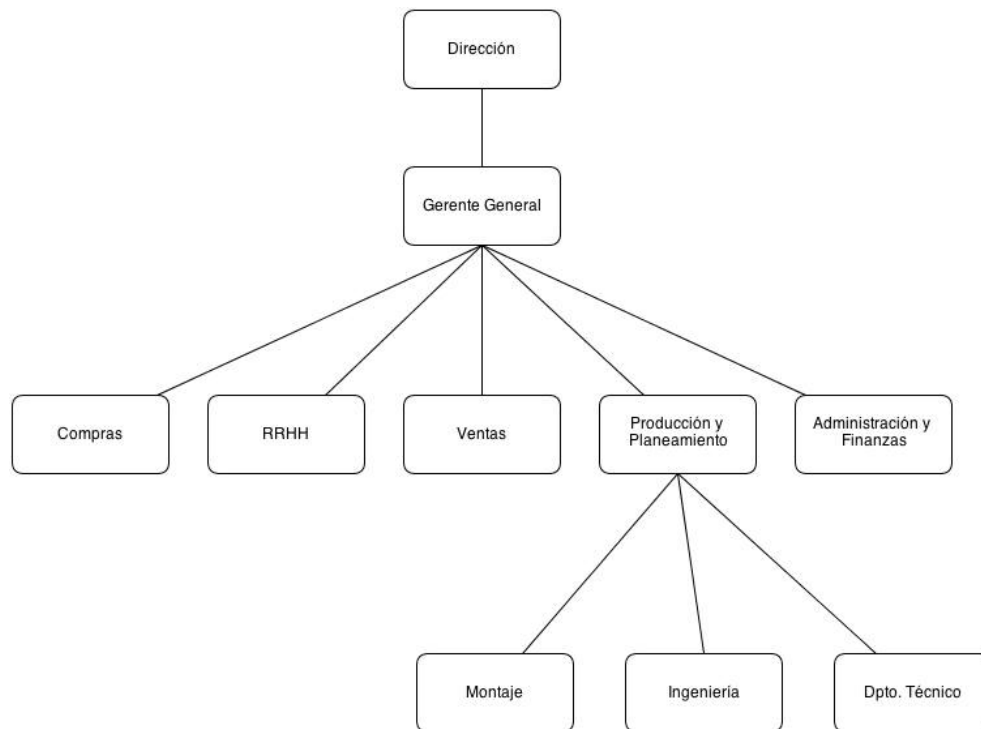 Dirección
Gerente General
Compras
RRHH
Ventas
Producción y
Planeamiento
Administración y
Finanzas
Montaje
Ingeniería
Dpto. Técnico